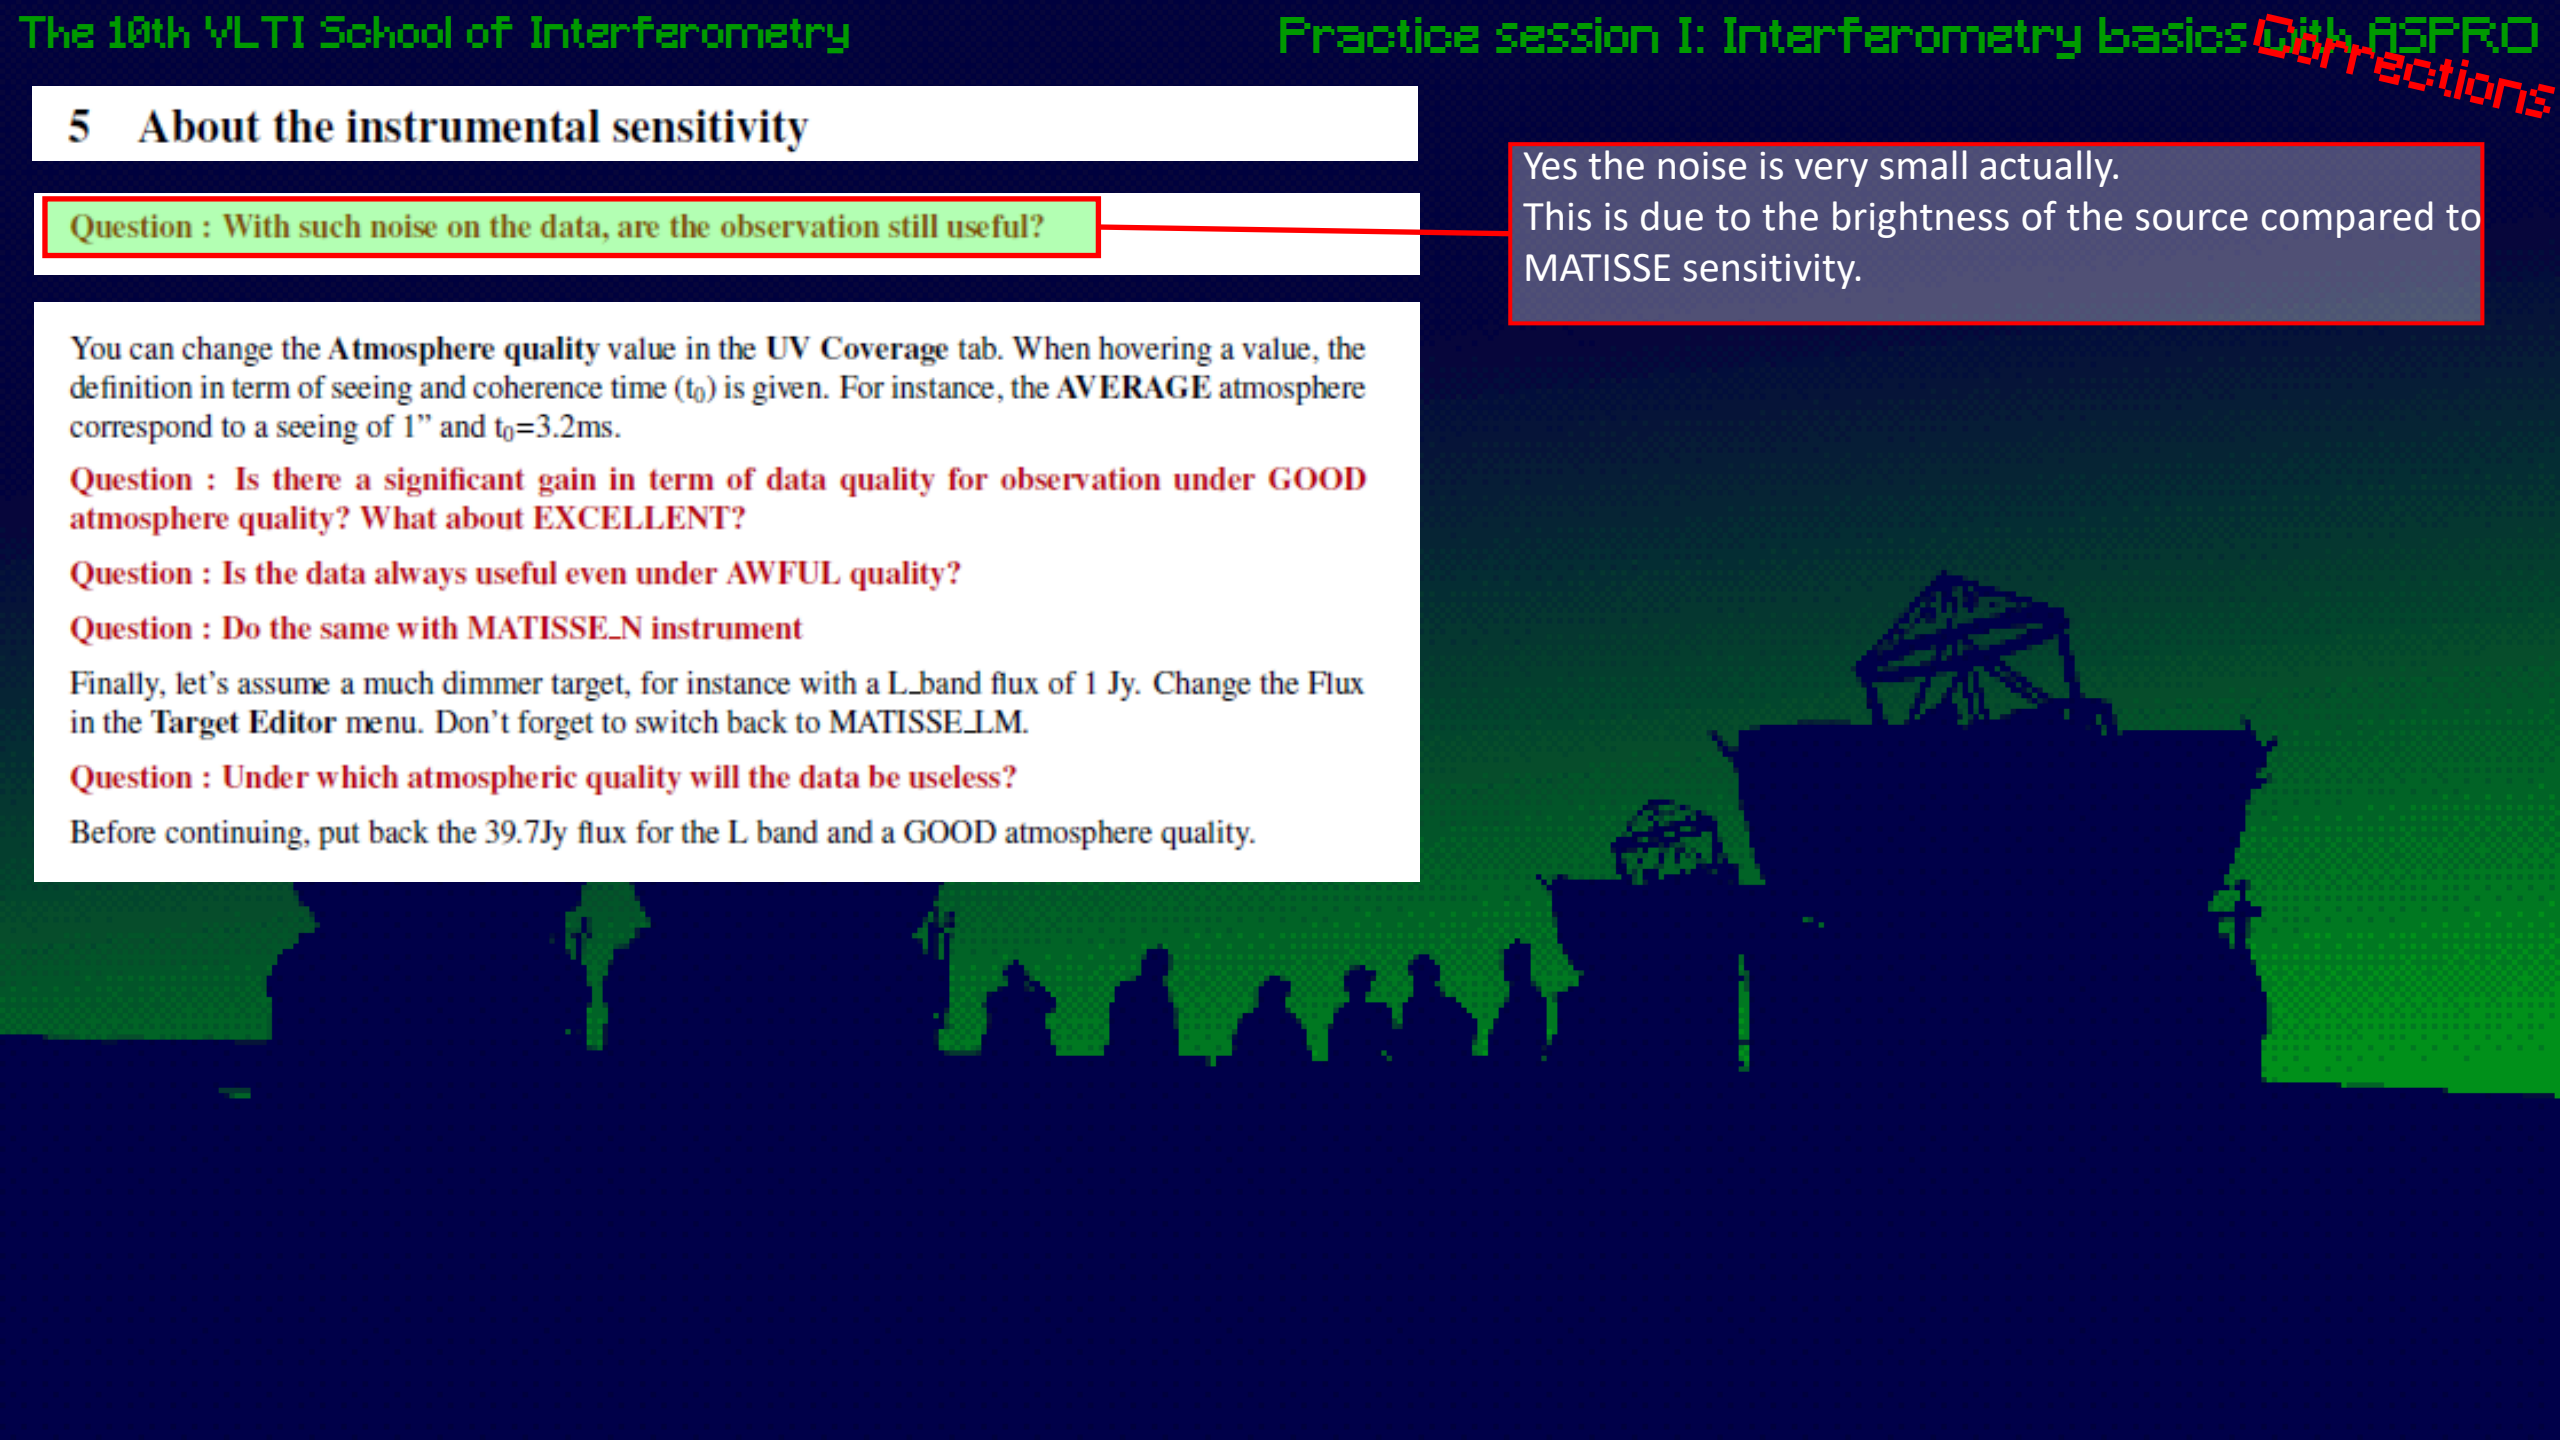 The 10th VLTI School of Interferometry
Practice session I: Interferometry basics with ASPRO
Corrections
5 About the instrumental sensitivity
Question : With such noise on the data, are the observation still useful?
Yes the noise is very small actually.
This is due to the brightness of the source compared to
MATISSE sensitivity.
You can change the Atmosphere quality value in the UV Coverage tab. When hovering a value, the
definition in term of seeing and coherence time (t0) is given. For instance, the AVERAGE atmosphere
correspond to a seeing of 1” and t0=3.2ms.
Question : Is there a significant gain in term of data quality for observation under GOOD
atmosphere quality? What about EXCELLENT?
Question : Is the data always useful even under AWFUL quality?
Question : Do the same with MATISSE_N instrument
Finally, let’s assume a much dimmer target, for instance with a L_band flux of 1 Jy. Change the Flux
in the Target Editor menu. Don’t forget to switch back to MATISSE_LM.
Question : Under which atmospheric quality will the data be useless?
Before continuing, put back the 39.7Jy flux for the L band and a GOOD atmosphere quality.